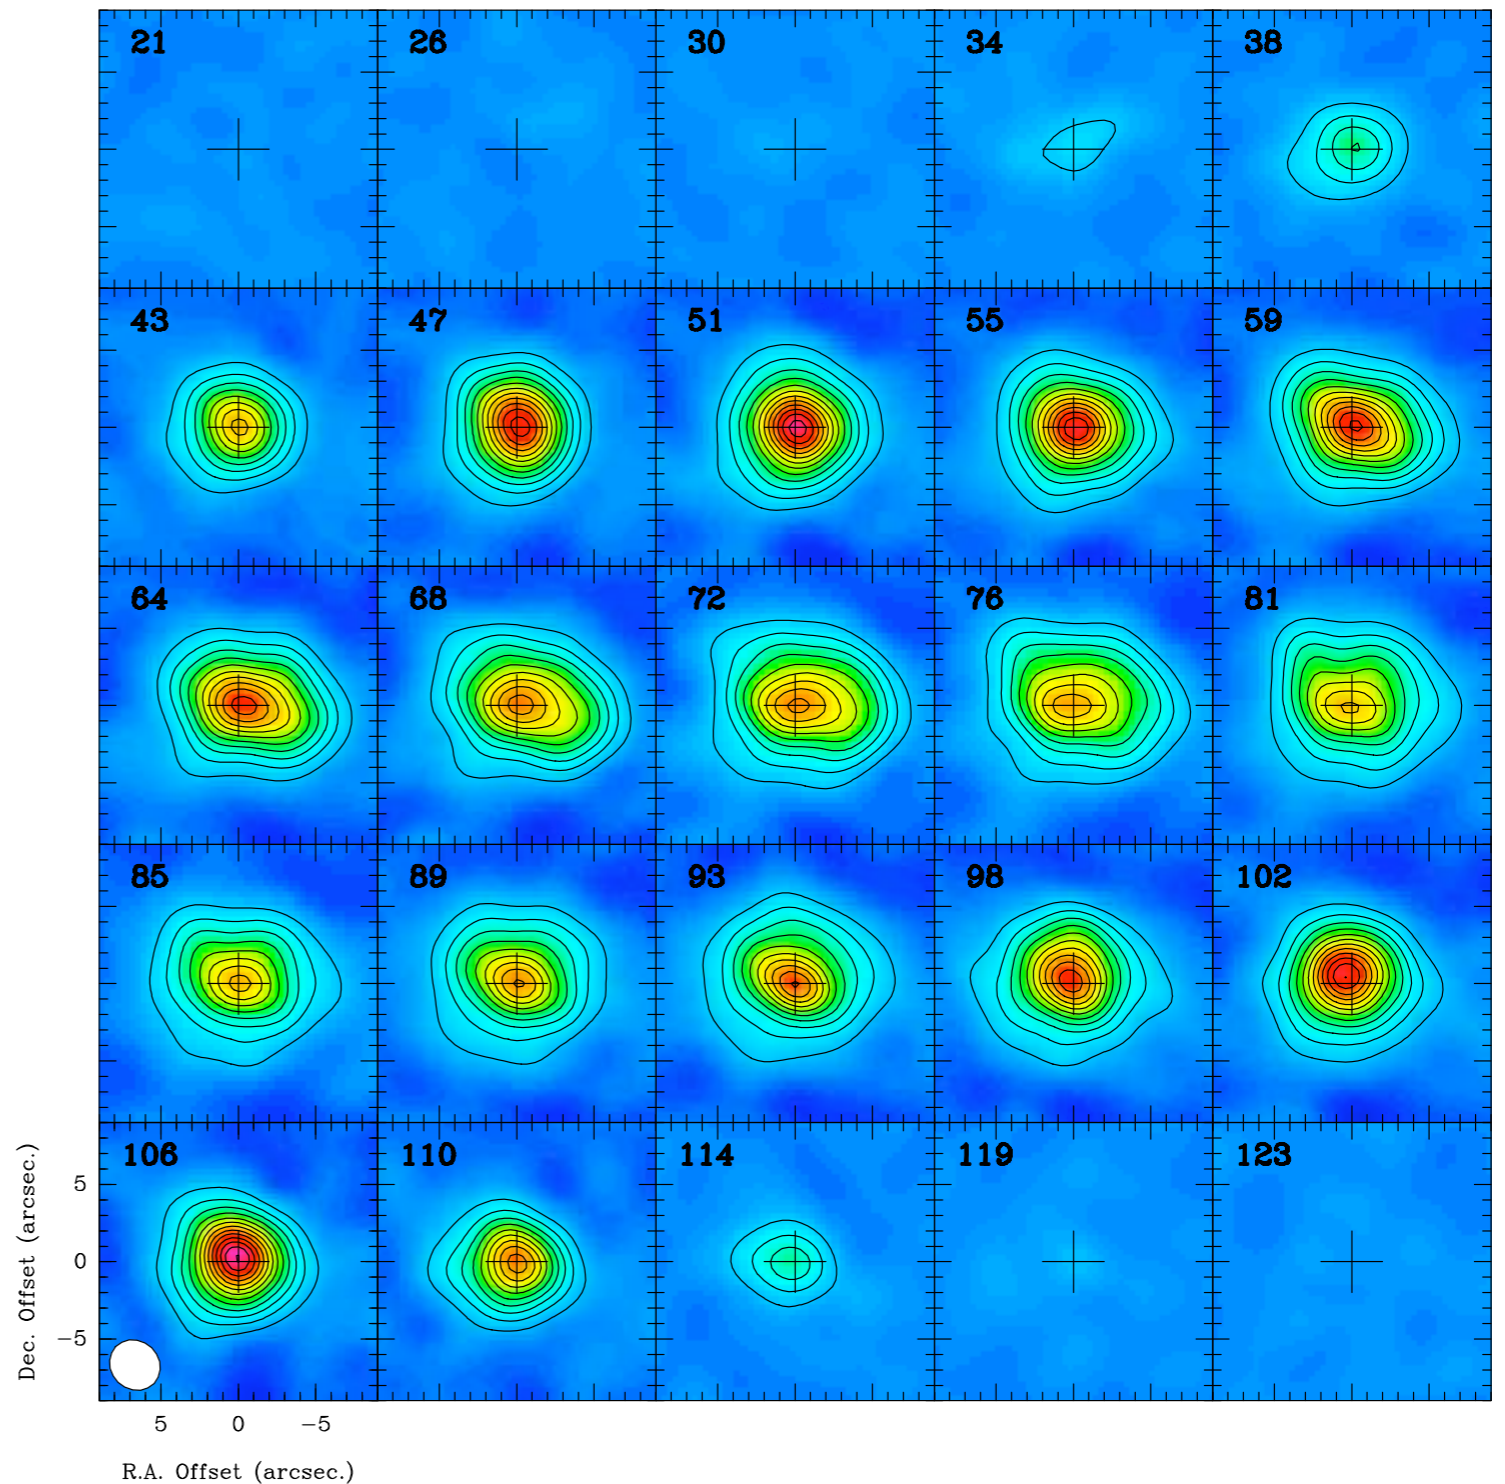 21 26 30 34 38
43 47 51 55 59
64 68 72 76 81
85 89 93 98 102
106 110 114 119 123
Dec. Offset (arcsec.)
5
0
−5
5 0 −5
R.A. Offset (arcsec.)